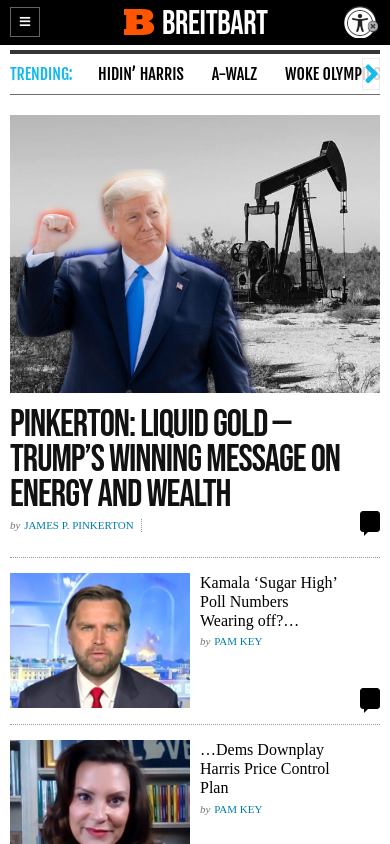 BREITBART
TRENDING: HIDIN' HARRIS A-WALZ WOKE OLYMP
PINKERTON: LIQUID GOLD —
TRUMP'S WINNING MESSAGE ON
ENERGY AND WEALTH
by JAMES P. PINKERTON
Kamala ‘Sugar High’
Poll Numbers
Wearing off?…
by PAM KEY
…Dems Downplay
Harris Price Control
Plan
by PAM KEY